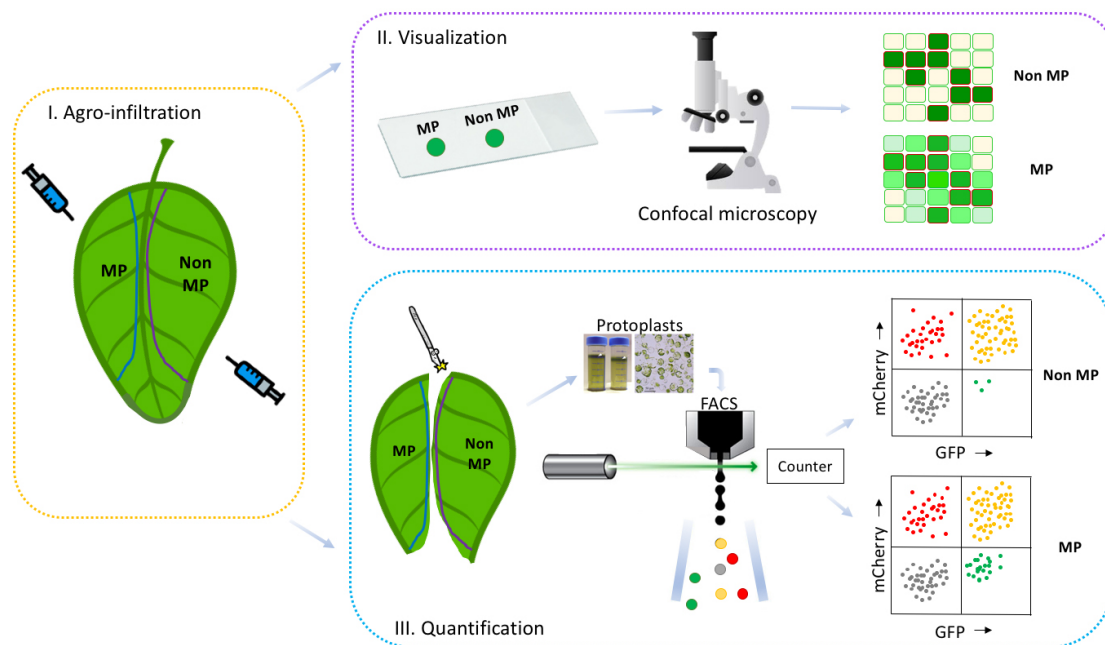 I. Agro-infiltration
MP
Non
MP
II. Visualization
MP
Non MP
Confocal microscopy
Non MP
MP
III. Quantification
MP
Non
MP
Protoplasts
FACS
Counter
mCherry →
GFP →
Non MP
mCherry →
GFP →
MP